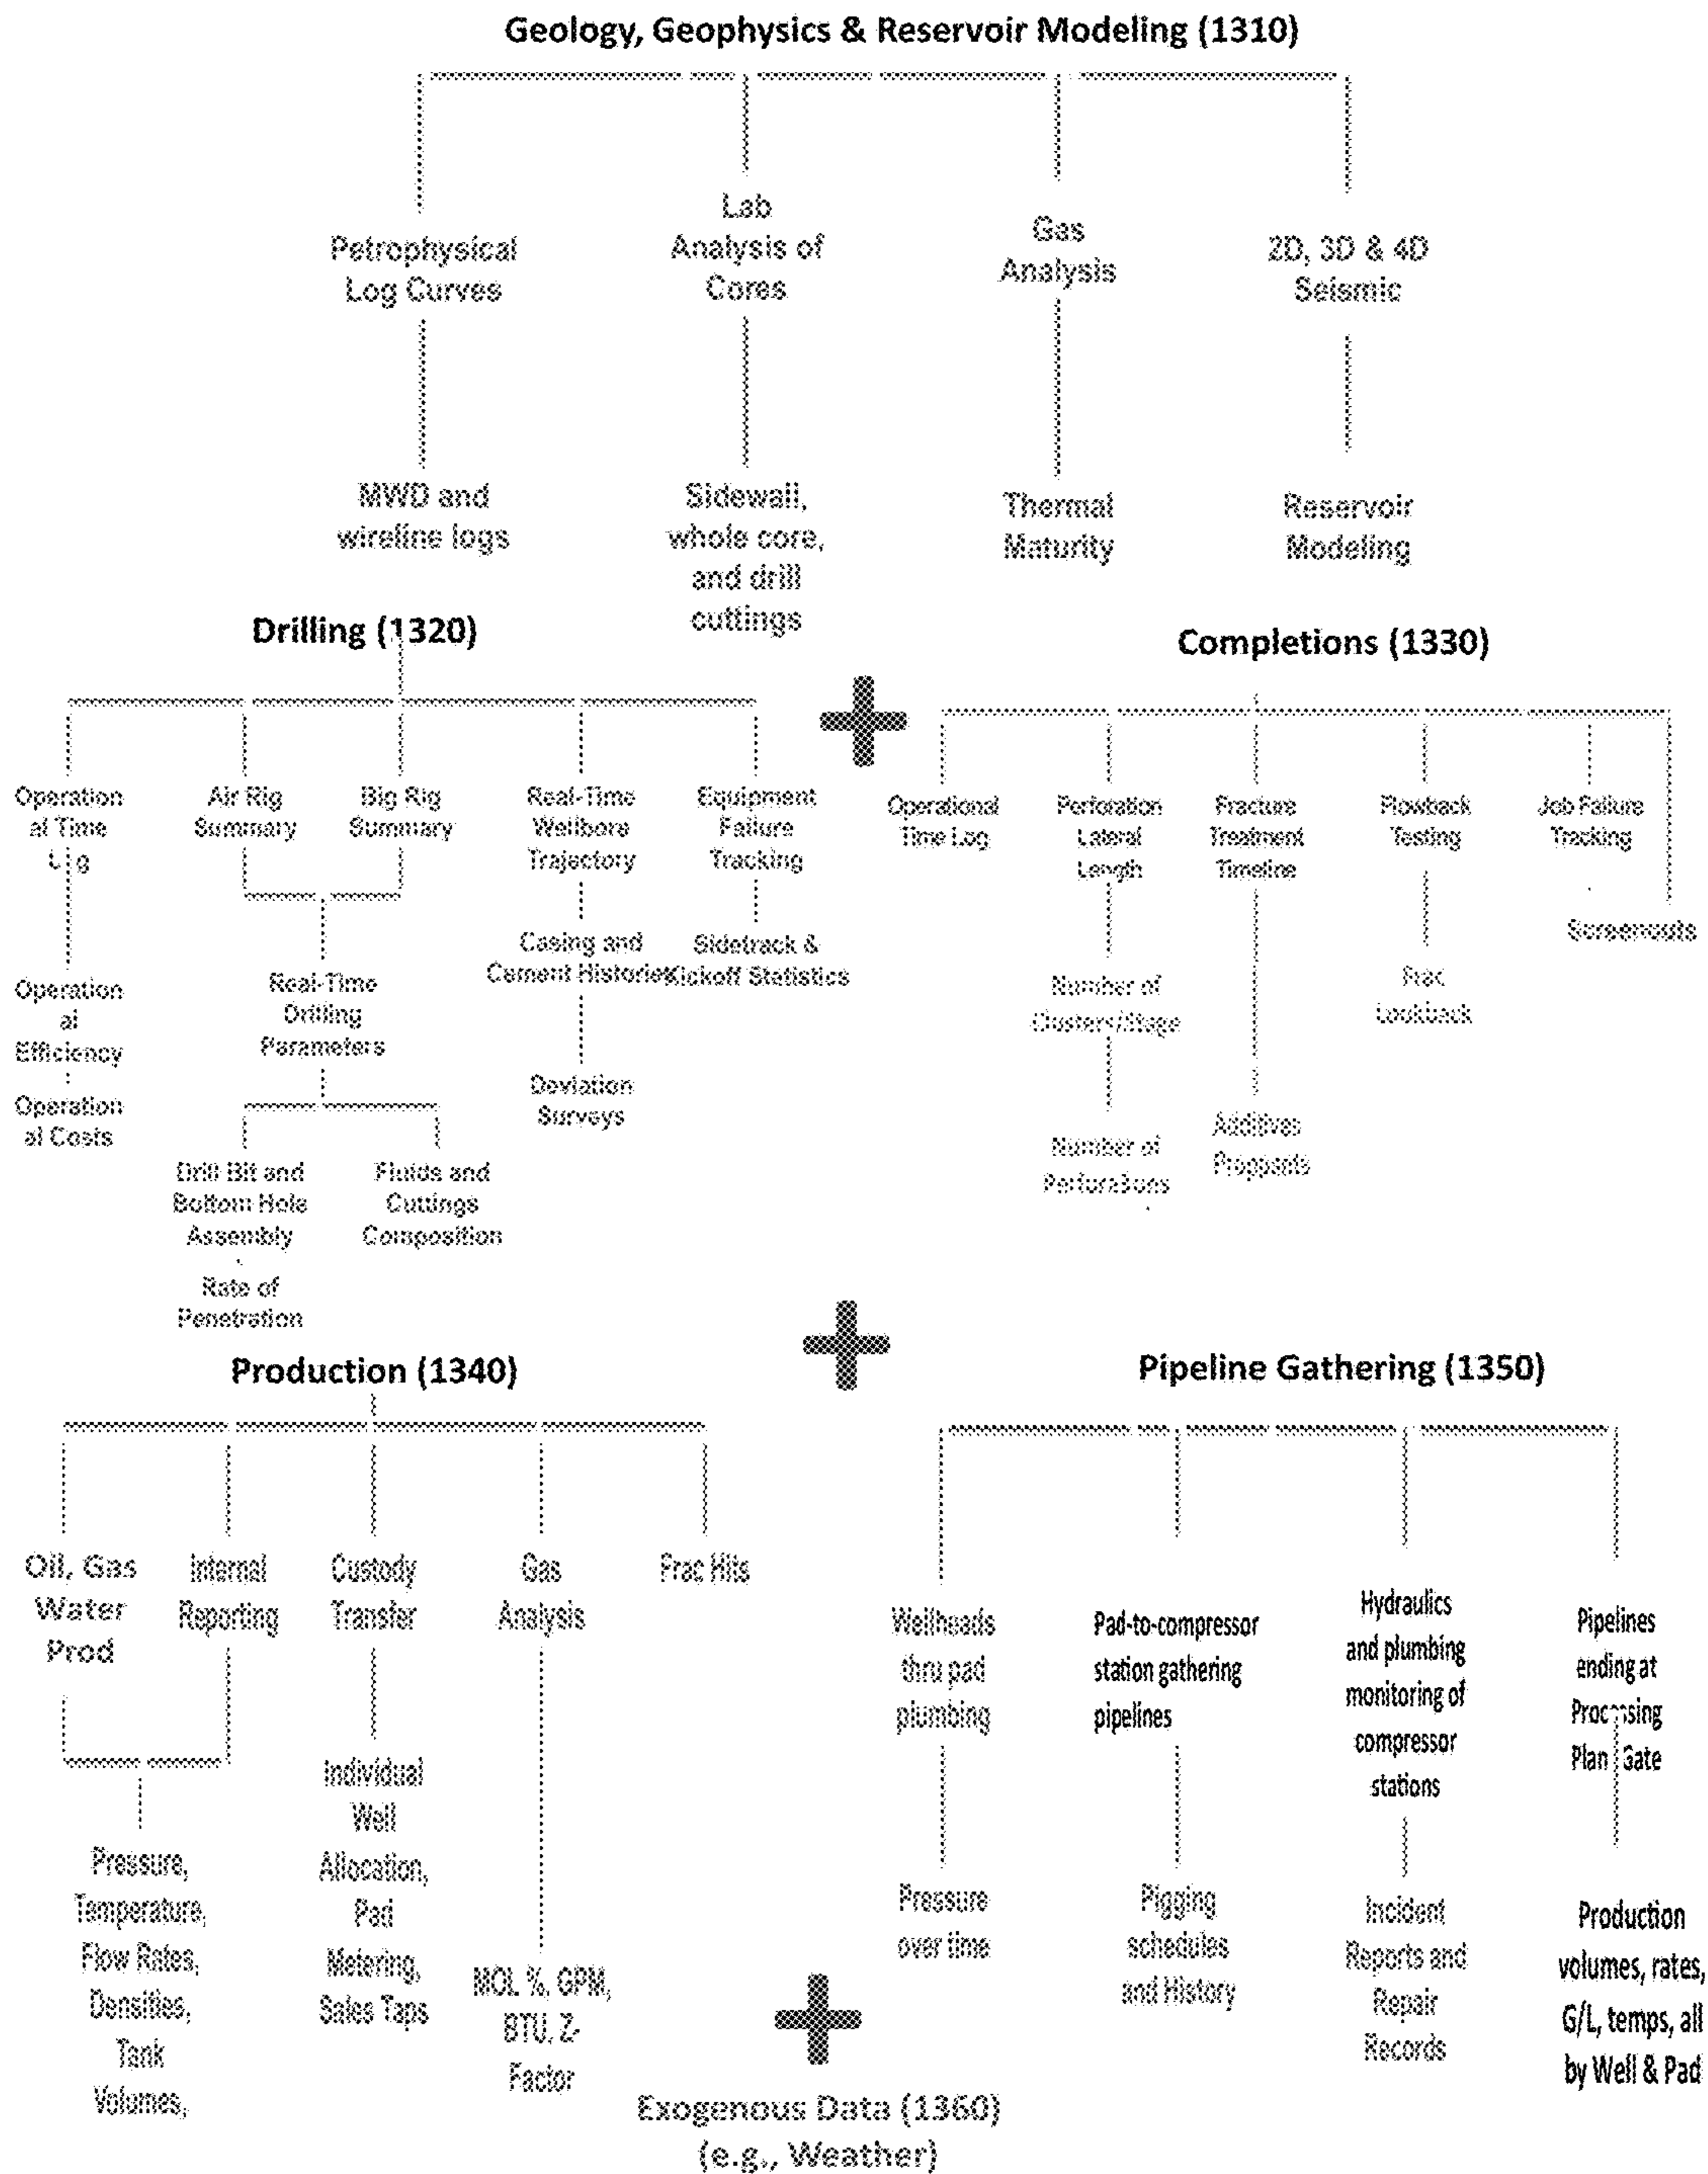 Geology, Geophysics & Reservoir Modeling (1310)
Petrophysical
Log Curves
Lab
Analysis of
Cores
Gas
Analysis
2D, 3D & 4D
Seismic
MWD and
wireline logs
Sidewall,
whole core,
and drill
cuttings
Thermal
Maturity
Reservoir
Modeling
Drilling (1320)
Operation
al Time
Log
Air Rig
Summary
Big Rig
Summary
Real-Time
Wellbore
Trajectory
Equipment
Failure
Tracking
Operation
al
Efficiency
Operation
al Costs
Real-Time
Drilling
Parameters
Casing and
Cement Histories
Sidetrack &
Kickoff Statistics
Deviation
Surveys
Drill Bit and
Bottom Hole
Assembly
Fluids and
Cuttings
Composition
Rate of
Penetration
Completions (1330)
Operational
Time Log
Perforation
Lateral
Length
Fracture
Treatment
Timeline
Flowback
Testing
Job Failure
Tracking
Screenouts
Number of
Clusters/Stage
Frac
Lookback
Number of
Perforations
Additives
Proppants
Production (1340)
Oil, Gas
Water
Prod
Internal
Reporting
Custody
Transfer
Gas
Analysis
Frac Hits
Pressure,
Temperature,
Flow Rates,
Densities,
Tank
Volumes,
Individual
Well
Allocation,
Pad
Metering,
Sales Taps
MOL %, GPM,
BTU, Z-
Factor
Pipeline Gathering (1350)
Wellheads
thru pad
plumbing
Pad-to-compressor
station gathering
pipelines
Hydraulics
and plumbing
monitoring of
compressor
stations
Pipelines
ending at
Processing
Plant Gate
Pressure
over time
Pigging
schedules
and History
Incident
Reports and
Repair
Records
Production
volumes, rates,
G/L, temps, all
by Well & Pad
Exogenous Data (1360)
(e.g., Weather)